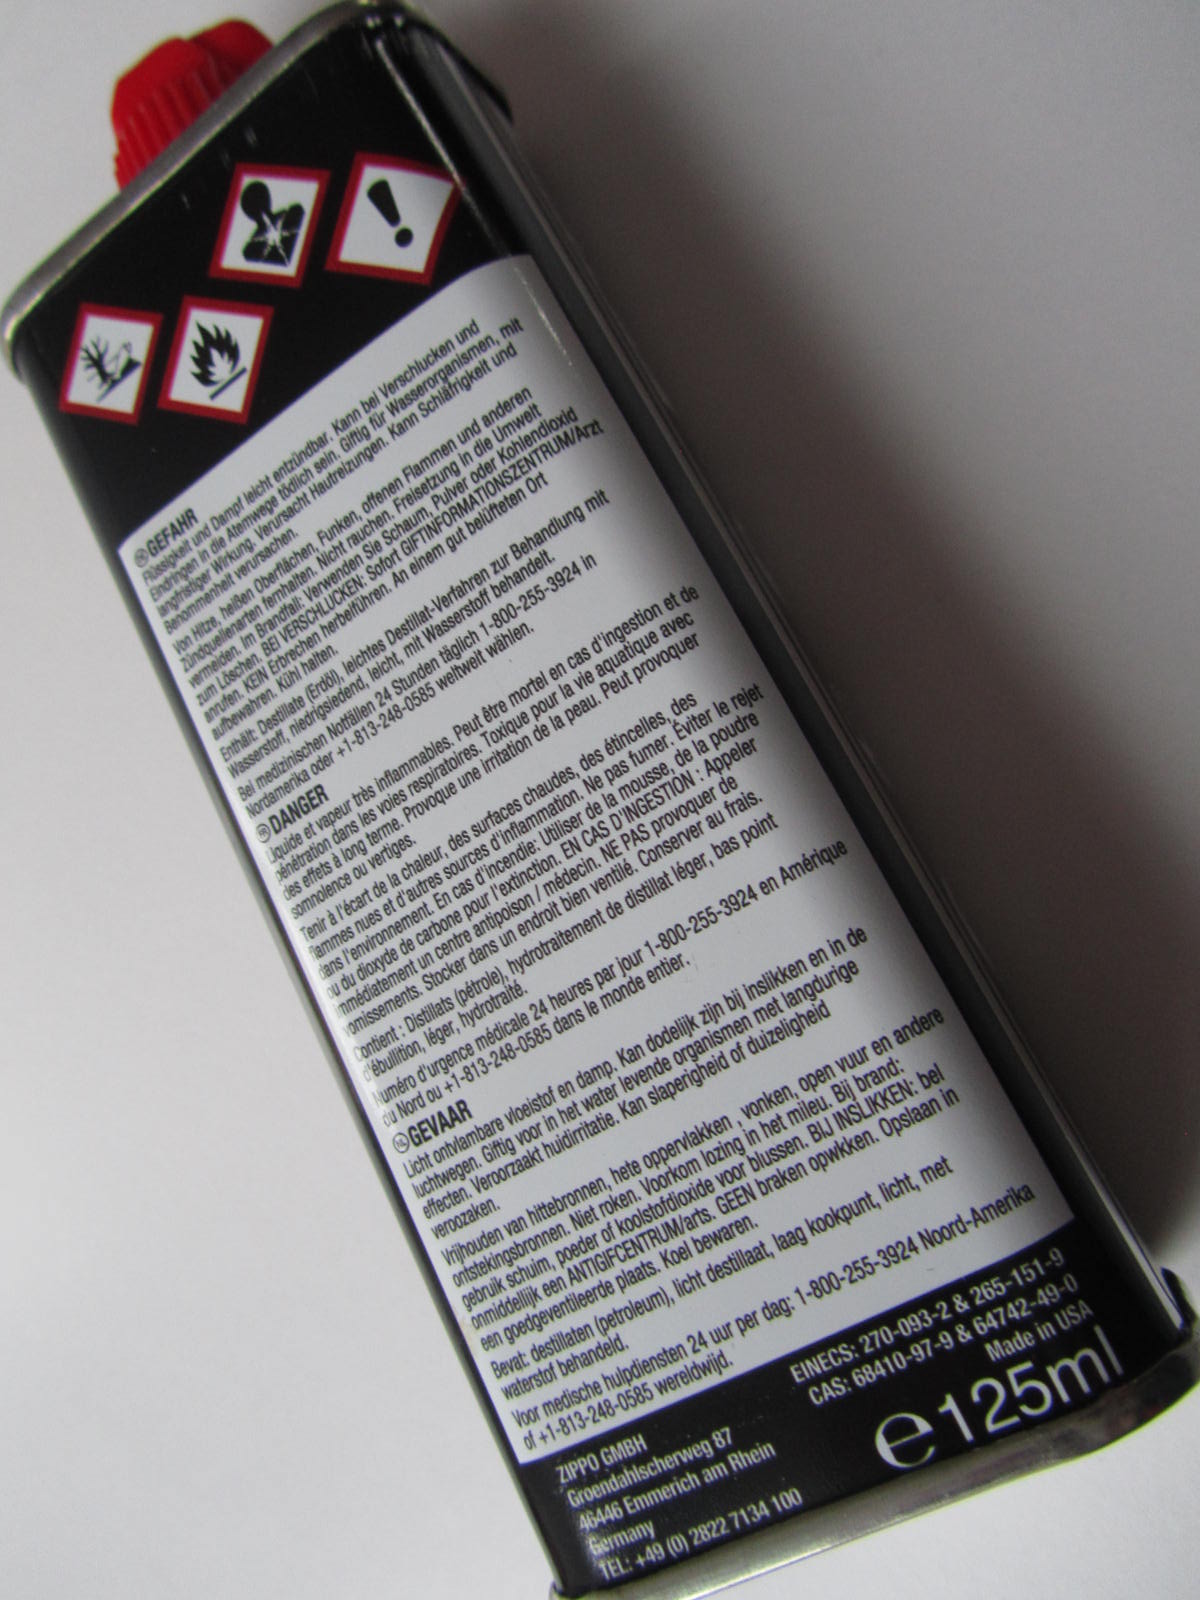 DE GEFAHR
Flüssigkeit und Dampf leicht entzündbar. Kann bei Verschlucken und
Eindringen in die Atemwege tödlich sein. Giftig für Wasserorganismen, mit
langfristiger Wirkung, Verursacht Hautreizungen. Kann Schläfrigkeit und
Benommenheit verursachen.
Von Hitze, heißen Oberflächen, Funken, offenen Flammen und anderen
zündquellenarten fernhalten. Nicht rauchen. Freisetzung in die Umwelt
vermeiden. Im Brandfall: Verwenden Sie Schaum, Pulver oder Kohlendioxid
zum Löschen. BEI VERSCHLUCKEN: Sofort GIFTINFORMATIONSZENTRUM/Arzt
anrufen. KEIN Erbrechen herbeiführen. An einem gut belüfteten Ort
aufbewahren. Kühl halten.
Enthält: Destillate (Erdöl), leichtes Destillat-Verfahren zur Behandlung mit
Wasserstoff, niedrigsiedend, leicht, mit Wasserstoff behandelt.
Bei medizinischen Notfällen 24 Stunden täglich 1-800-255-3924 in
Nordamerika oder +1-813-248-0585 weltweit wählen.
FR DANGER
Liquide et vapeur très inflammables. Peut être mortel en cas d'ingestion et de
pénétration dans les voies respiratoires. Toxique pour la vie aquatique avec
des effets à long terme. Provoque une irritation de la peau. Peut provoquer
somnolence ou vertiges.
Tenir à l'écart de la chaleur, des surfaces chaudes, des étincelles, des
flammes nues et d'autres sources d'inflammation. Ne pas fumer. Éviter le rejet
dans l'environnement. En cas d'incendie: Utiliser de la mousse, de la poudre
ou du dioxyde de carbone pour l'extinction. EN CAS D'INGESTION : Appeler
immédiatement un centre antipoison / médecin. NE PAS provoquer de
vomissements. Stocker dans un endroit bien ventilé. Conserver au frais.
Contient : Distillats (pétrole), hydrotraitement de distillat léger, bas point
d'ébullition, léger, hydrotraité.
Numéro d'urgence médicale 24 heures par jour 1-800-255-3924 en Amérique
du Nord ou +1-813-248-0585 dans le monde entier.
NL GEVAAR
Licht ontvlambare vloeistof en damp. Kan dodelijk zijn bij inslikken en in de
luchtwegen. Giftig voor in het water levende organismen met langdurige
effecten. Veroorzaakt huidirritatie. Kan slaperigheid of duizeligheid
veroozaken.
Vrijhouden van hittebronnen, hete oppervlakken , vonken, open vuur en andere
ontstekingsbronnen. Niet roken. Voorkom lozing in het mileu. Bij brand:
gebruik schuim, poeder of koolstofdioxide voor blussen. BIJ INSLIKKEN: bel
onmiddellijk een ANTIGIFCENTRUM/arts. GEEN braken opwkken. Opslaan in
een goedgeventileerde plaats. Koel bewaren.
Bevat: destillaten (petroleum), licht destillaat, laag kookpunt, licht, met
waterstof behandeld.
Voor medische hulpdiensten 24 uur per dag: 1-800-255-3924 Noord-Amerika
of +1-813-248-0585 wereldwijd.
EINECS: 270-093-2 & 265-151-9
CAS: 68410-97-9 & 64742-49-0
Made in USA
℮125ml
ZIPPO GMBH
Groendahlscherweg 87
46446 Emmerich am Rhein
Germany
TEL: +49 (0) 2822 7134 100